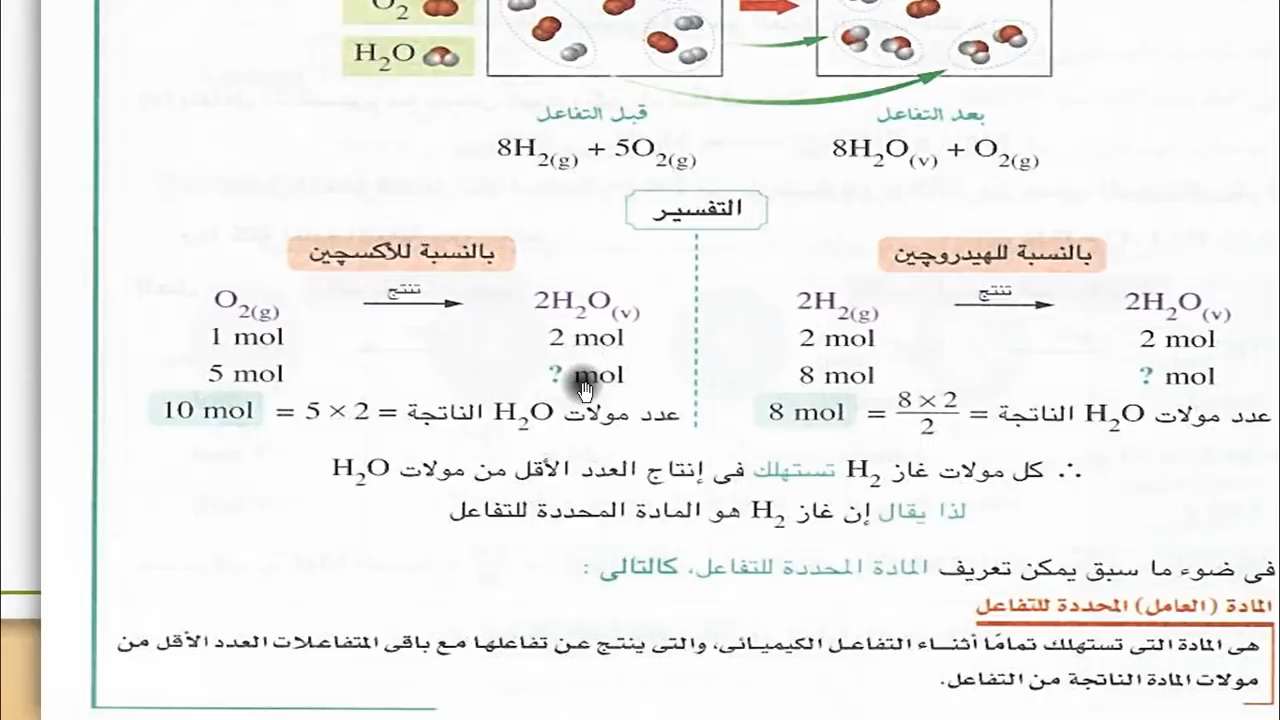 O₂
H₂O
قبل التفاعل
بعد التفاعل
8H₂(g) + 5O₂(g)
8H₂O(v) + O₂(g)
التفسير
بالنسبة للهيدروچين
2H₂(g) تنتج 2H₂O(v)
2 mol 2 mol
8 mol ? mol
عدد مولات H₂O الناتجة = 8 × 2 / 2 = 8 mol
بالنسبة للأكسچين
O₂(g) تنتج 2H₂O(v)
1 mol 2 mol
5 mol ? mol
عدد مولات H₂O الناتجة = 5 × 2 = 10 mol
∴ كل مولات غاز H₂ تستهلك فى إنتاج العدد الأقل من مولات H₂O
لذا يقال إن غاز H₂ هو المادة المحددة للتفاعل
فى ضوء ما سبق يمكن تعريف المادة المحددة للتفاعل، كالتالى :
المادة (العامل) المحددة للتفاعل
هى المادة التى تستهلك تمامًا أثناء التفاعل الكيميائى، والتى ينتج عن تفاعلها مع باقى المتفاعلات العدد الأقل من
مولات المادة الناتجة من التفاعل.